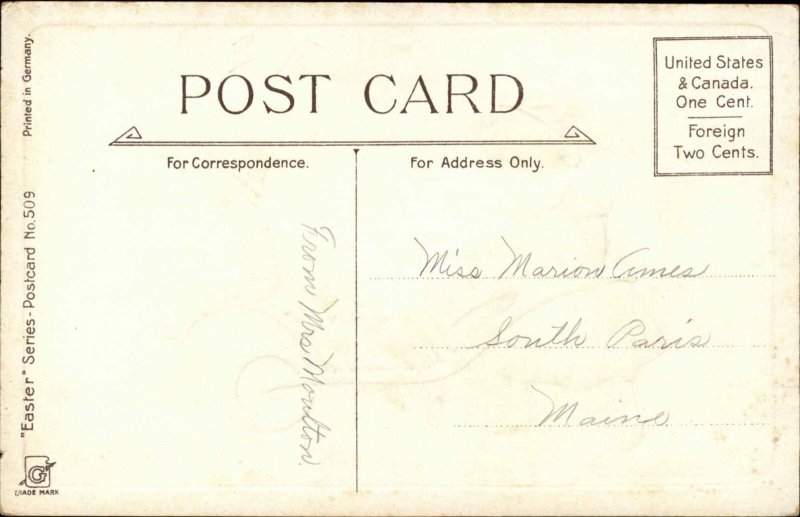 POST CARD
United States
& Canada.
One Cent.
Foreign
Two Cents.
For Correspondence.
For Address Only.
From Mrs Moulton
Miss Marion Ames
South Paris
Maine
Printed in Germany.
"Easter" Series - Postcard No. 509
G
TRADE MARK